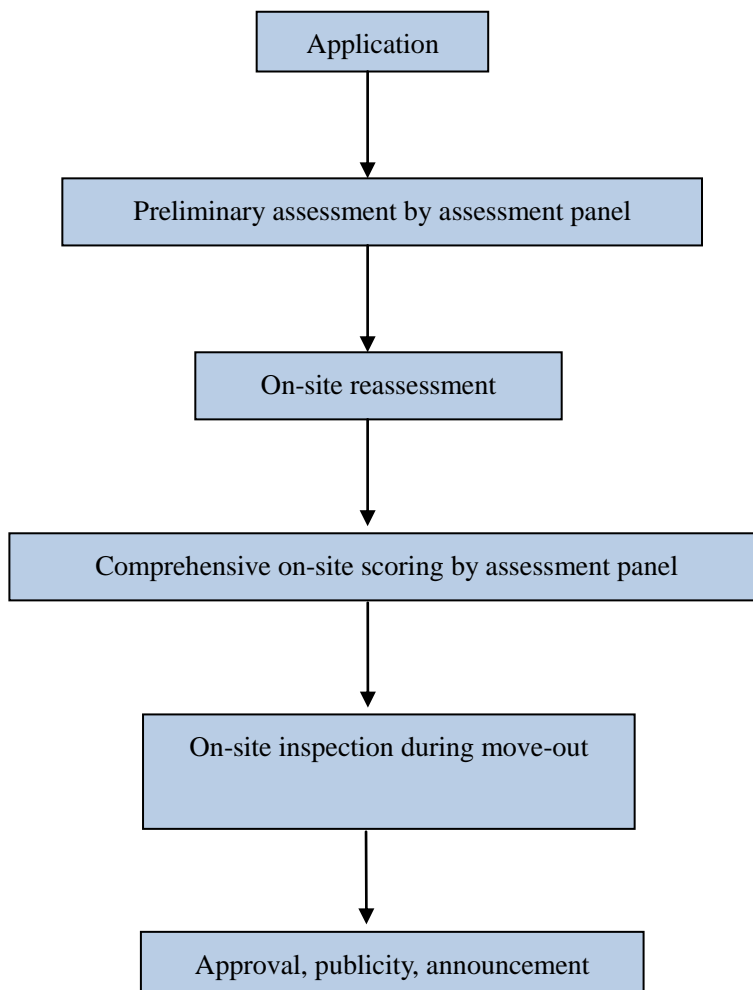 Application
Preliminary assessment by assessment panel
On-site reassessment
Comprehensive on-site scoring by assessment panel
On-site inspection during move-out
Approval, publicity, announcement